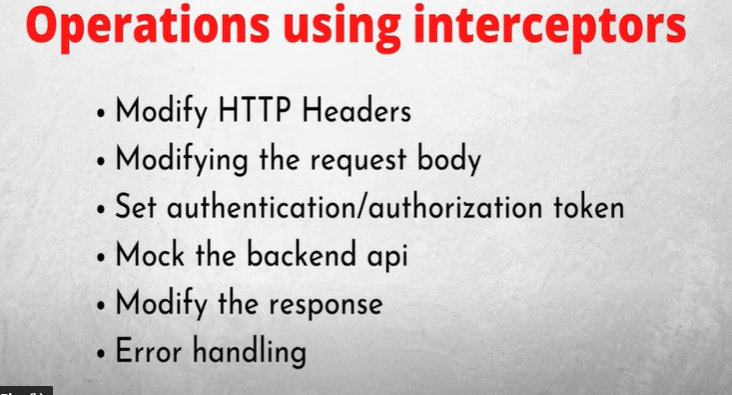 Operations using interceptors
• Modify HTTP Headers
• Modifying the request body
• Set authentication/authorization token
• Mock the backend api
• Modify the response
• Error handling